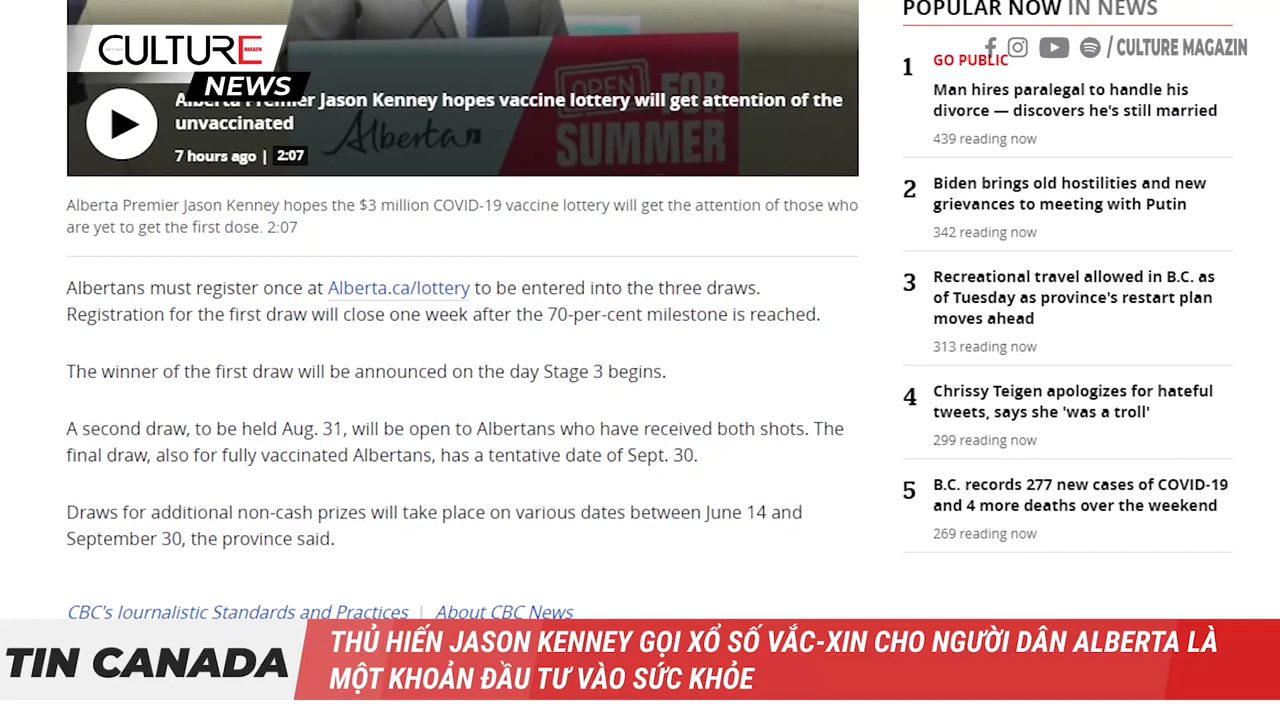 CULTURE
MAGAZIN
NEWS
Alberta Premier Jason Kenney hopes vaccine lottery will get attention of the
unvaccinated
7 hours ago | 2:07
Alberta
OPEN FOR
SUMMER
Alberta Premier Jason Kenney hopes the $3 million COVID-19 vaccine lottery will get the attention of those who
are yet to get the first dose. 2:07
Albertans must register once at Alberta.ca/lottery to be entered into the three draws.
Registration for the first draw will close one week after the 70-per-cent milestone is reached.
The winner of the first draw will be announced on the day Stage 3 begins.
A second draw, to be held Aug. 31, will be open to Albertans who have received both shots. The
final draw, also for fully vaccinated Albertans, has a tentative date of Sept. 30.
Draws for additional non-cash prizes will take place on various dates between June 14 and
September 30, the province said.
CBC's Journalistic Standards and Practices | About CBC News
POPULAR NOW IN NEWS
/ CULTURE MAGAZIN
1 GO PUBLIC
Man hires paralegal to handle his
divorce — discovers he's still married
439 reading now
2 Biden brings old hostilities and new
grievances to meeting with Putin
342 reading now
3 Recreational travel allowed in B.C. as
of Tuesday as province's restart plan
moves ahead
313 reading now
4 Chrissy Teigen apologizes for hateful
tweets, says she 'was a troll'
299 reading now
5 B.C. records 277 new cases of COVID-19
and 4 more deaths over the weekend
269 reading now
TIN CANADA
THỦ HIẾN JASON KENNEY GỌI XỔ SỐ VẮC-XIN CHO NGƯỜI DÂN ALBERTA LÀ
MỘT KHOẢN ĐẦU TƯ VÀO SỨC KHỎE